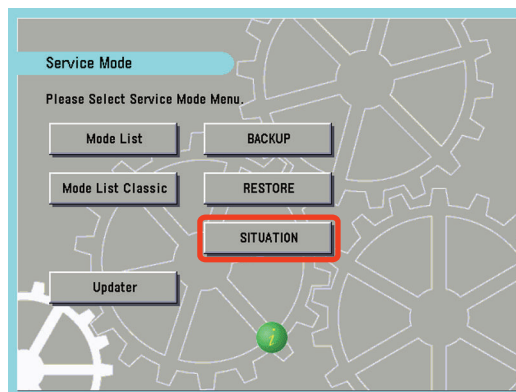 Service Mode
Please Select Service Mode Menu.
Mode List
BACKUP
Mode List Classic
RESTORE
SITUATION
Updater
i